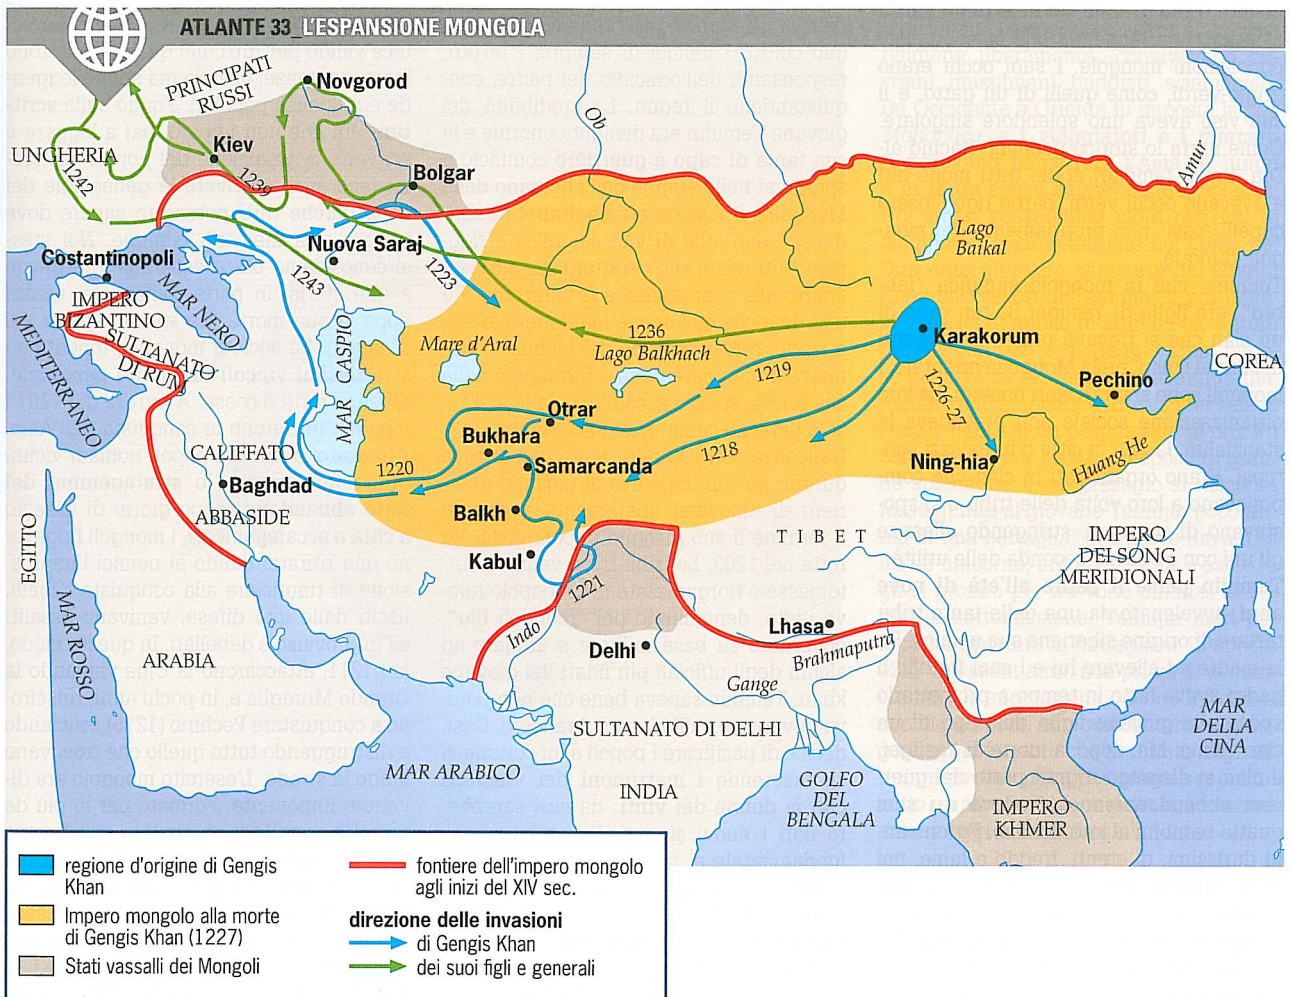 ATLANTE 33_L'ESPANSIONE MONGOLA
PRINCIPATI
RUSSI
Novgorod
Ob
Amur
UNGHERIA
Kiev
1242
1239
Bolgar
Lago
Baikal
Costantinopoli
Nuova Saraj
1223
1243
IMPERO
BIZANTINO
MAR NERO
SULTANATO
DI RUM
MEDITERRANEO
MAR CASPIO
Mare d'Aral
1236
Lago Balkhach
Karakorum
COREA
1219
Pechino
1226-27
Otrar
Bukhara
1218
Samarcanda
Ning-hia
Huang He
1220
CALIFFATO
Baghdad
ABBASIDE
Balkh
Kabul
TIBET
IMPERO
DEI SONG
MERIDIONALI
1221
EGITTO
MAR ROSSO
ARABIA
Indo
Delhi
Lhasa
Brahmaputra
Gange
SULTANATO DI DELHI
MAR
DELLA
CINA
MAR ARABICO
INDIA
GOLFO
DEL
BENGALA
IMPERO
KHMER
regione d'origine di Gengis
Khan
Impero mongolo alla morte
di Gengis Khan (1227)
Stati vassalli dei Mongoli
fontiere dell'impero mongolo
agli inizi del XIV sec.
direzione delle invasioni
di Gengis Khan
dei suoi figli e generali